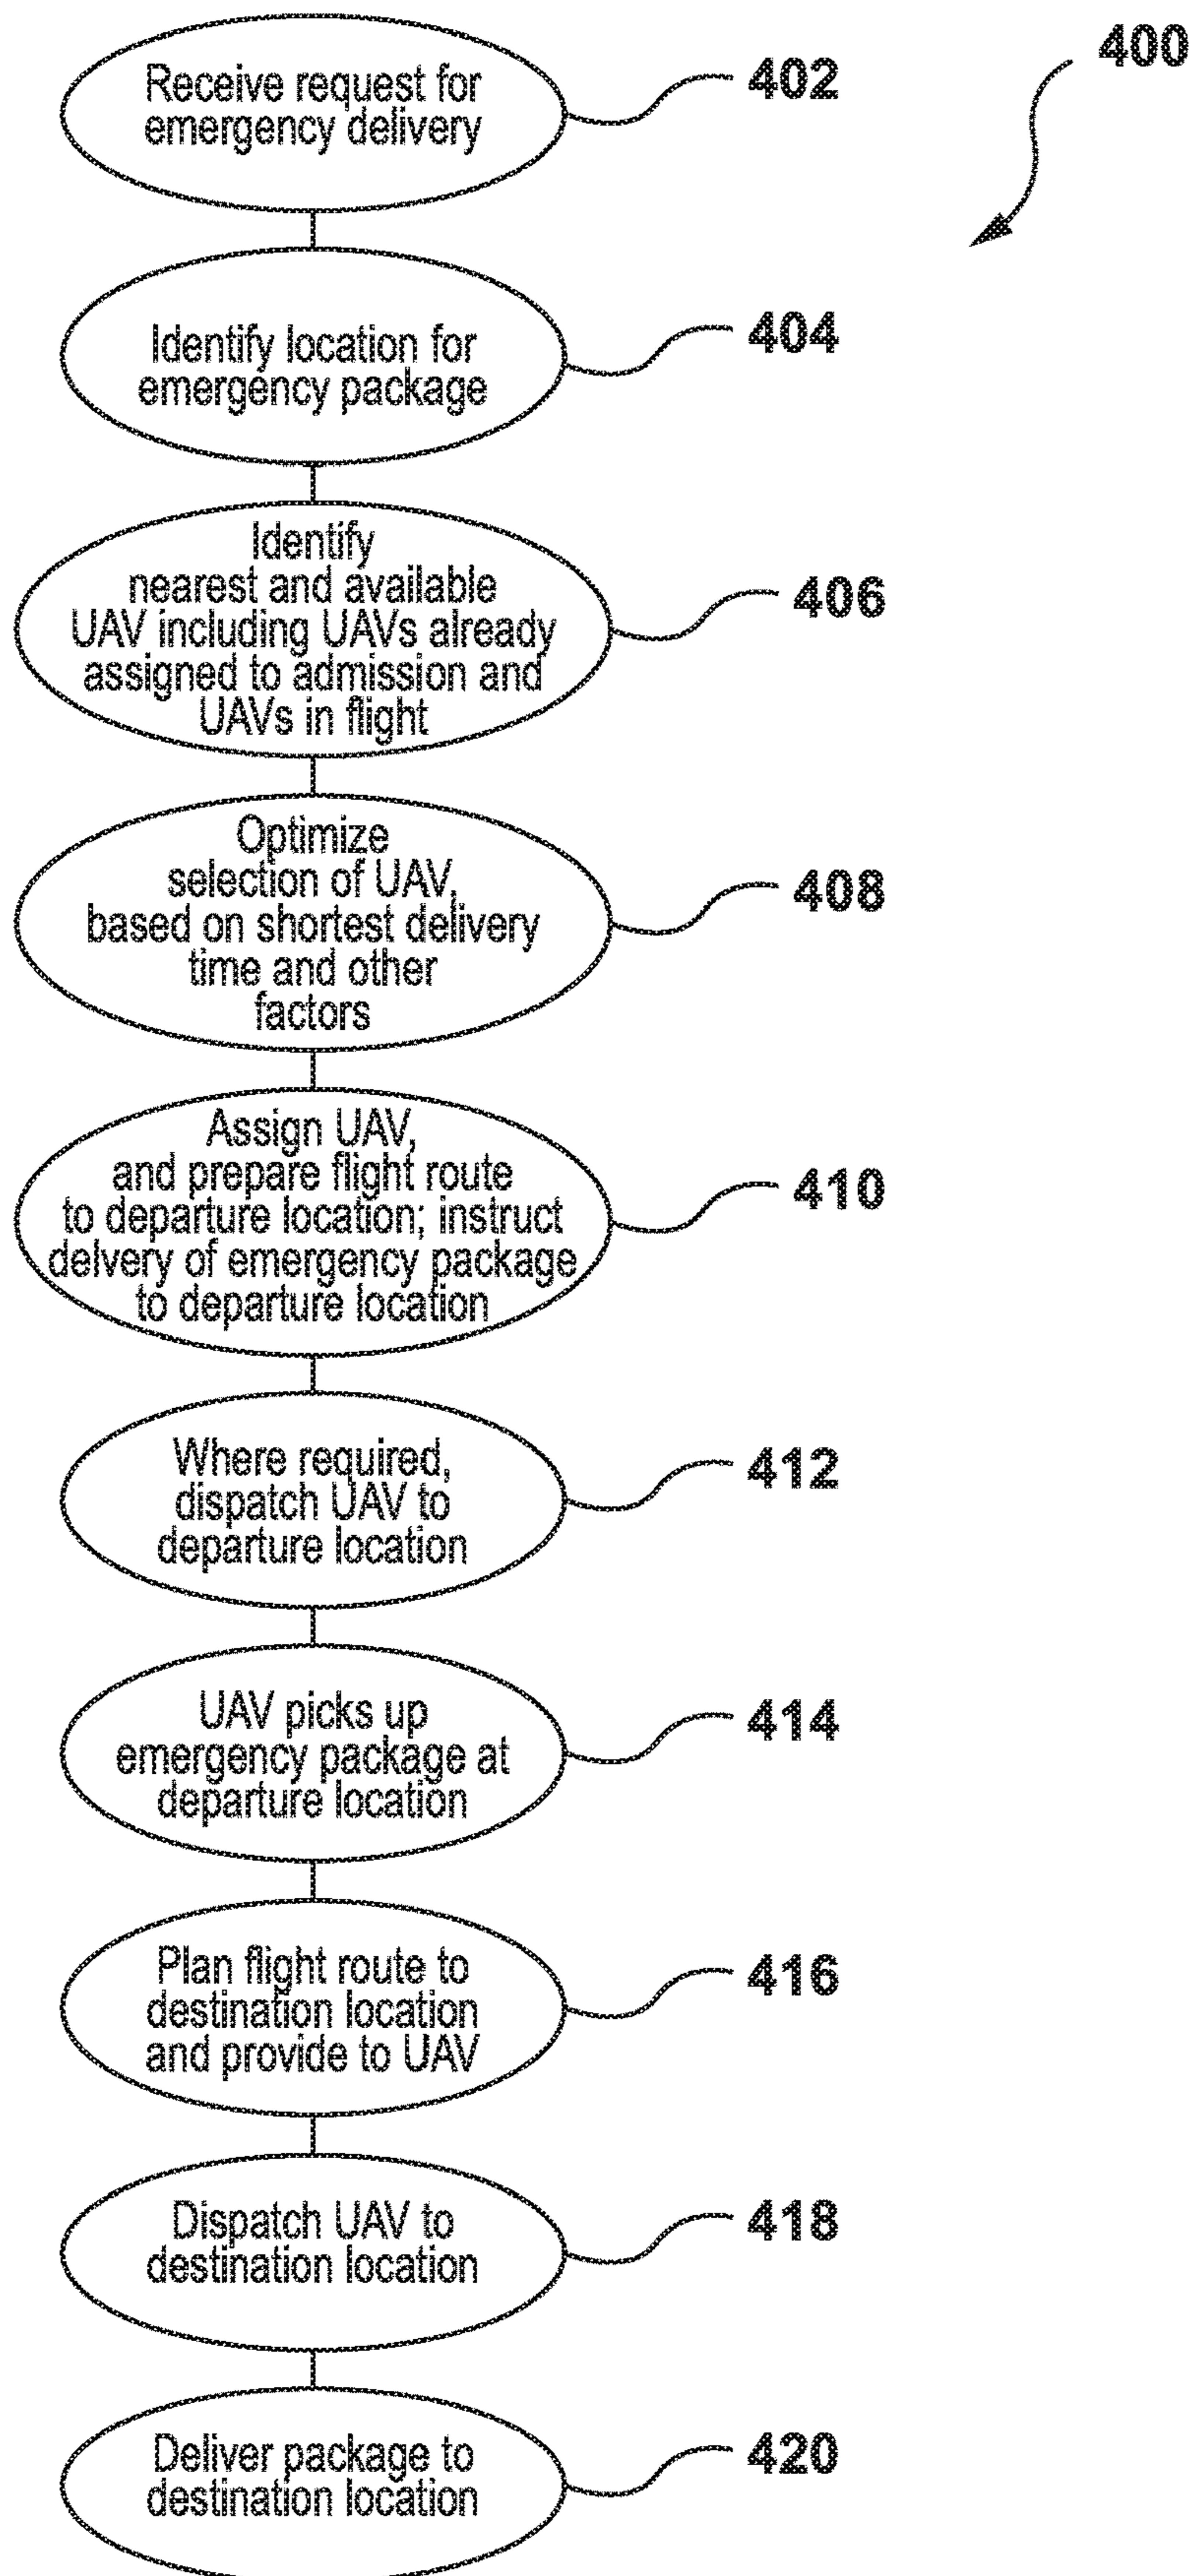 400
Receive request for
emergency delivery
402
Identify location for
emergency package
404
Identify
nearest and available
UAV including UAVs already
assigned to admission and
UAVs in flight
406
Optimize
selection of UAV,
based on shortest delivery
time and other
factors
408
Assign UAV,
and prepare flight route
to departure location; instruct
delvery of emergency package
to departure location
410
Where required,
dispatch UAV to
departure location
412
UAV picks up
emergency package at
departure location
414
Plan flight route to
destination location
and provide to UAV
416
Dispatch UAV to
destination location
418
Deliver package to
destination location
420